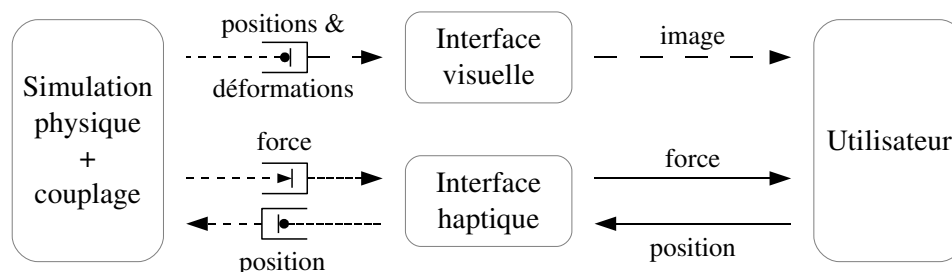 Simulation
physique
+
couplage
positions &
déformations
Interface
visuelle
image
Utilisateur
force
Interface
haptique
force
position
position